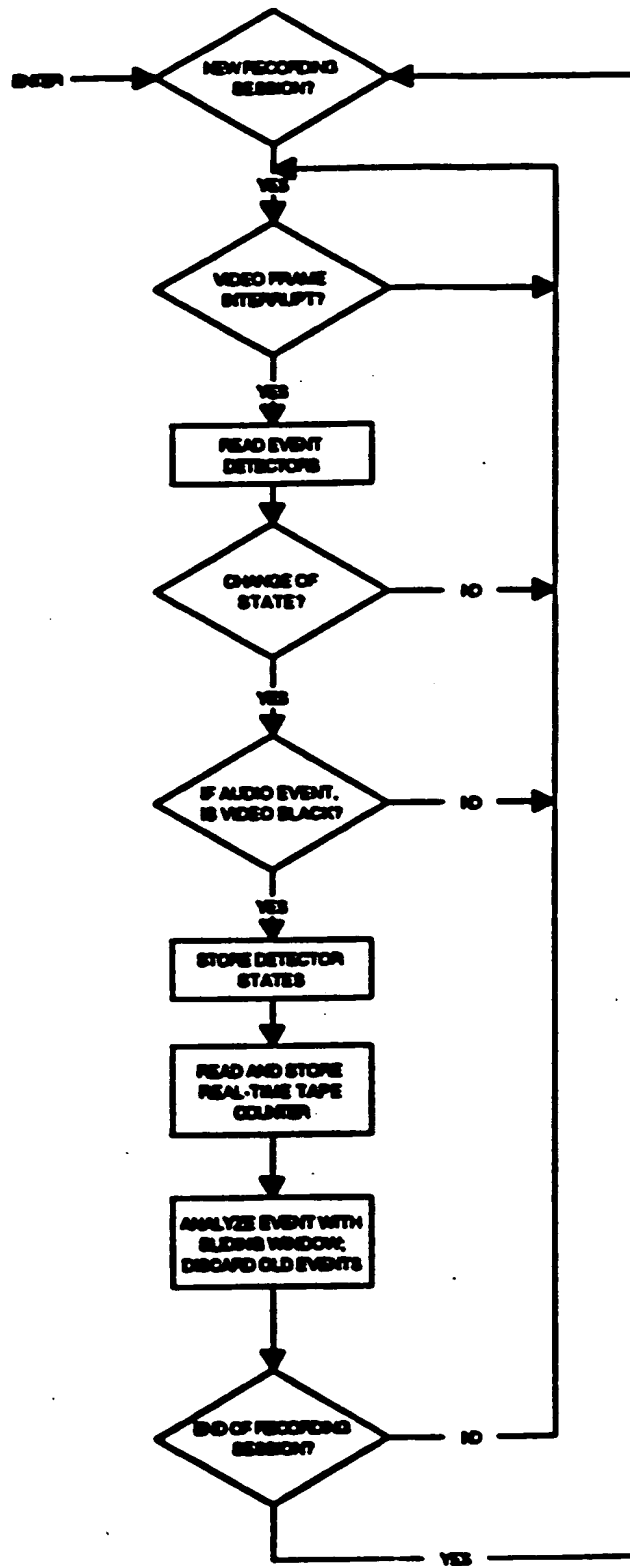 ENTER
NEW RECORDING
SESSION?
YES
VIDEO FRAME
INTERRUPT?
YES
READ EVENT
DETECTORS
CHANGE OF
STATE?
NO
YES
IF AUDIO EVENT,
IS VIDEO BLACK?
NO
YES
STORE DETECTOR
STATES
READ AND STORE
REAL-TIME TAPE
COUNTER
ANALYZE EVENT WITH
SLIDING WINDOW;
DISCARD OLD EVENTS
END OF RECORDING
SESSION?
NO
YES